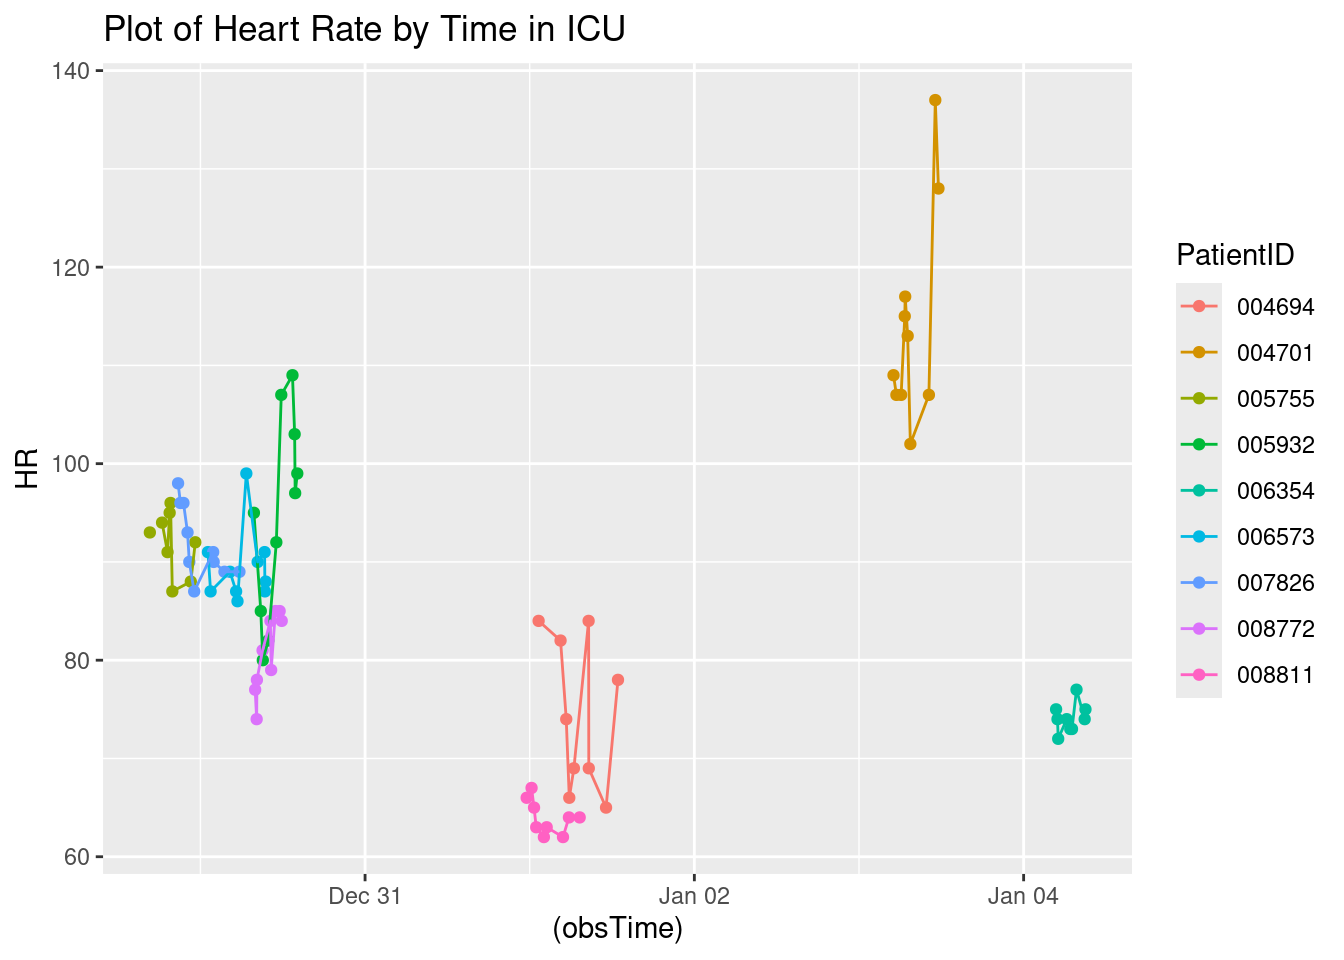 Plot of Heart Rate by Time in ICU
140
120
100
80
60
HR
Dec 31
Jan 02
Jan 04
(obsTime)
PatientID
004694
004701
005755
005932
006354
006573
007826
008772
008811